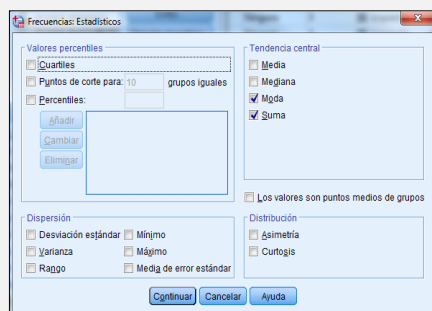 Frecuencias: Estadísticos
Valores percentiles
Cuartiles
Puntos de corte para: 10 grupos iguales
Percentiles:
Añadir
Cambiar
Eliminar
Tendencia central
Media
Mediana
Moda
Suma
Los valores son puntos medios de grupos
Dispersión
Desviación estándar Mínimo
Varianza Máximo
Rango Media de error estándar
Distribución
Asimetría
Curtosis
Continuar Cancelar Ayuda